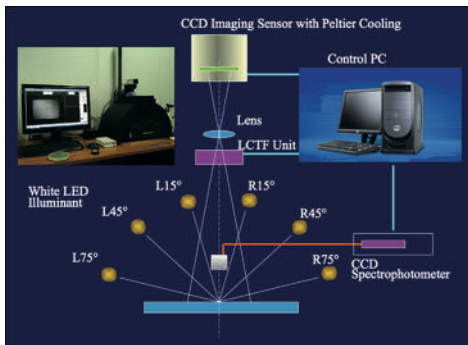 CCD Imaging Sensor with Peltier Cooling
Control PC
Lens
LCTF Unit
White LED
Illuminant
L15°
R15°
L45°
R45°
L75°
R75°
CCD
Spectrophotometer